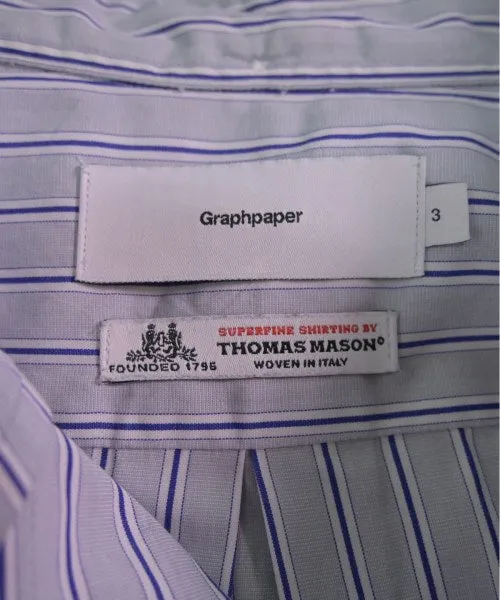 Graphpaper
3
SUPERFINE SHIRTING BY
THOMAS MASON®
FOUNDED 1796
WOVEN IN ITALY